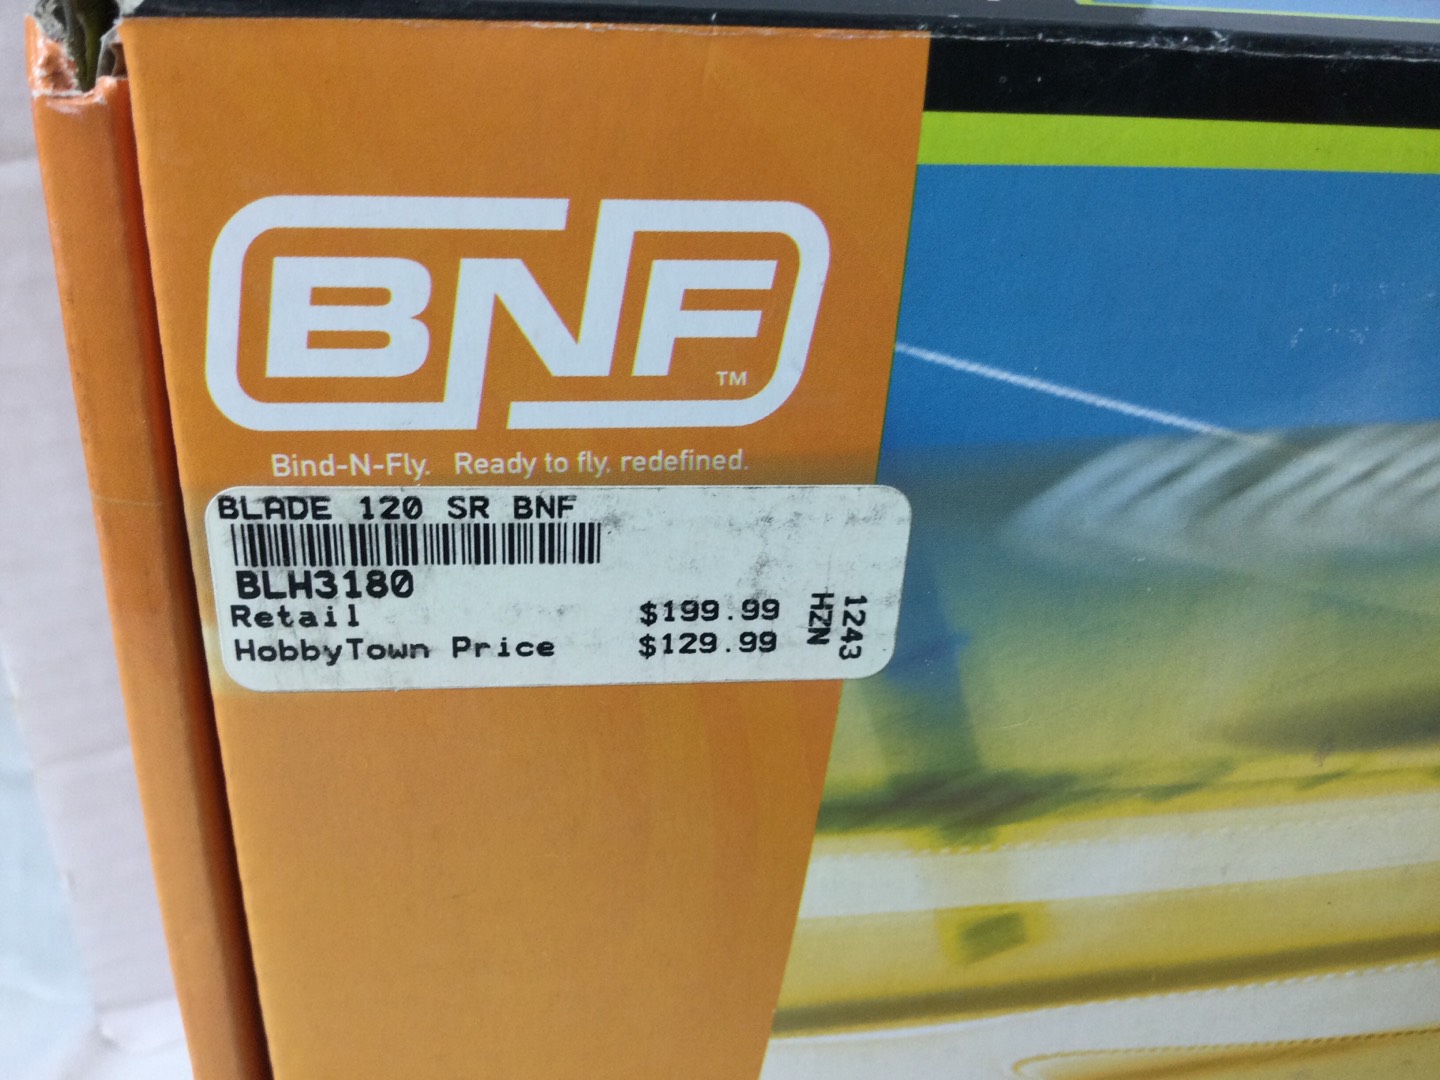 BNF
TM
Bind-N-Fly. Ready to fly, redefined.
BLADE 120 SR BNF
BLH3180
Retail $199.99
HobbyTown Price $129.99
HZN
1243